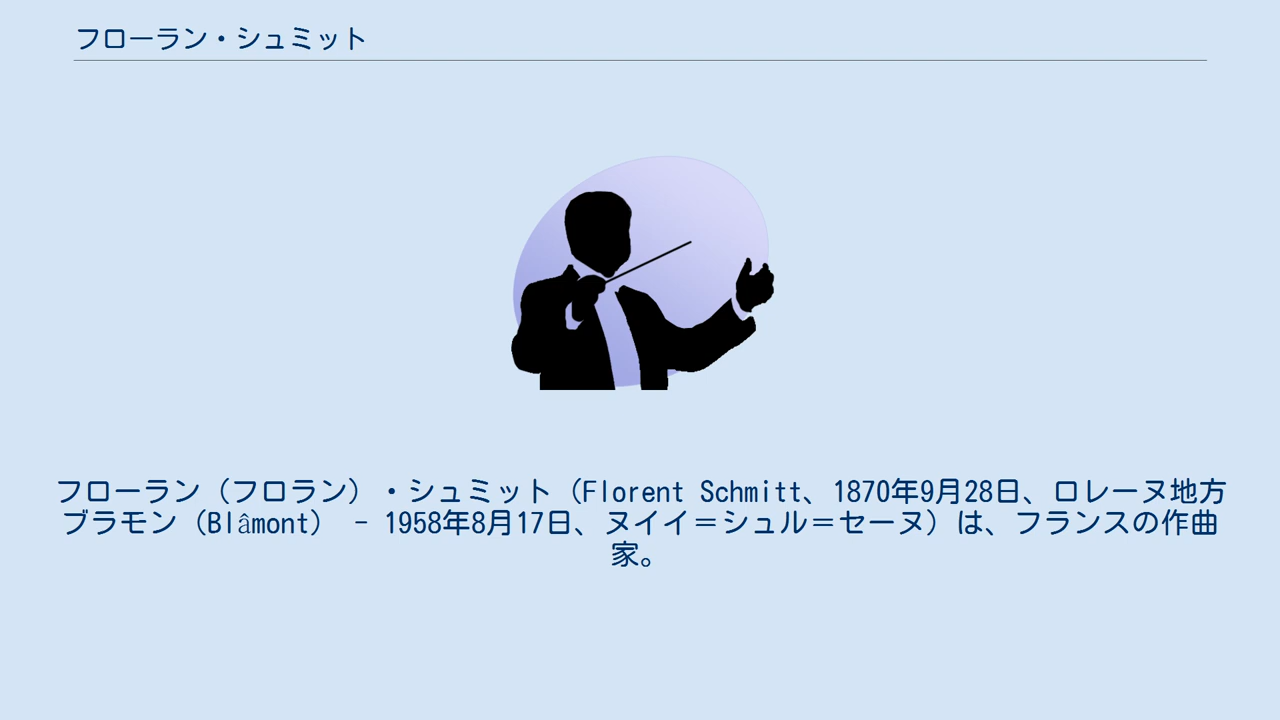 フローラン・シュミット
フローラン（フロラン）・シュミット（Florent Schmitt、1870年9月28日、ロレーヌ地方
ブラモン（Blâmont） - 1958年8月17日、ヌイイ＝シュル＝セーヌ）は、フランスの作曲
家。